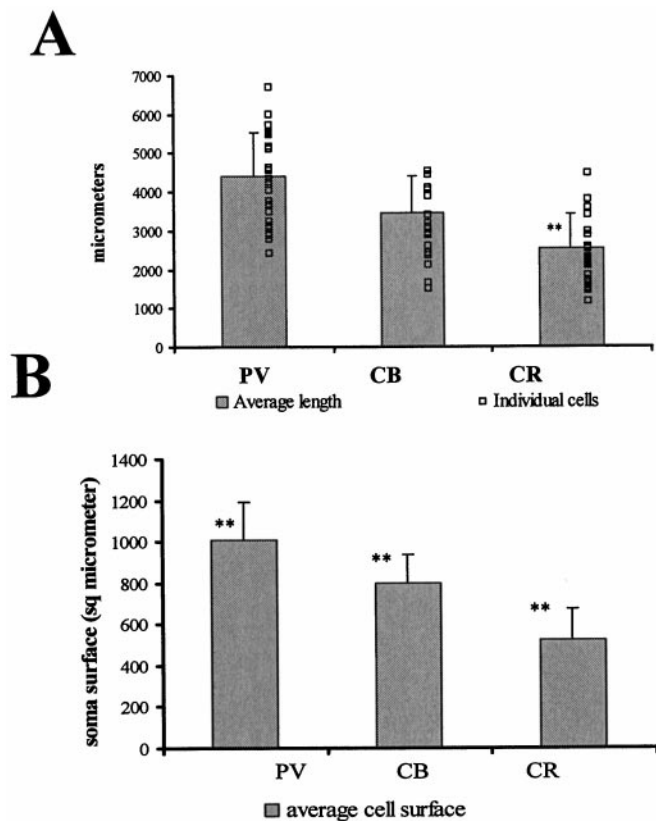 A
7000
6000
5000
4000
3000
2000
1000
0
micrometers
**
PV CB CR
Average length Individual cells
B
1400
1200
1000
800
600
400
200
0
soma surface (sq micrometer)
** ** **
PV CB CR
average cell surface